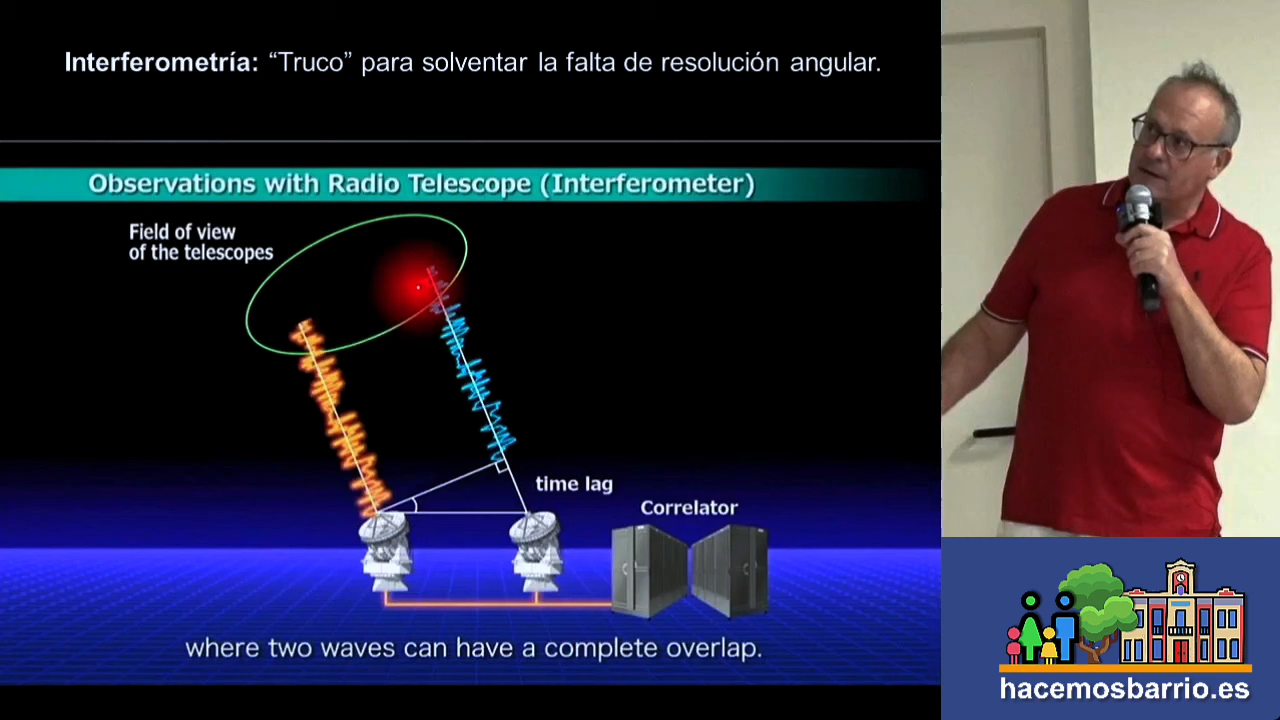 Interferometría: “Truco” para solventar la falta de resolución angular.
Observations with Radio Telescope (Interferometer)
Field of view
of the telescopes
time lag
Correlator
where two waves can have a complete overlap.
hacemosbarrio.es